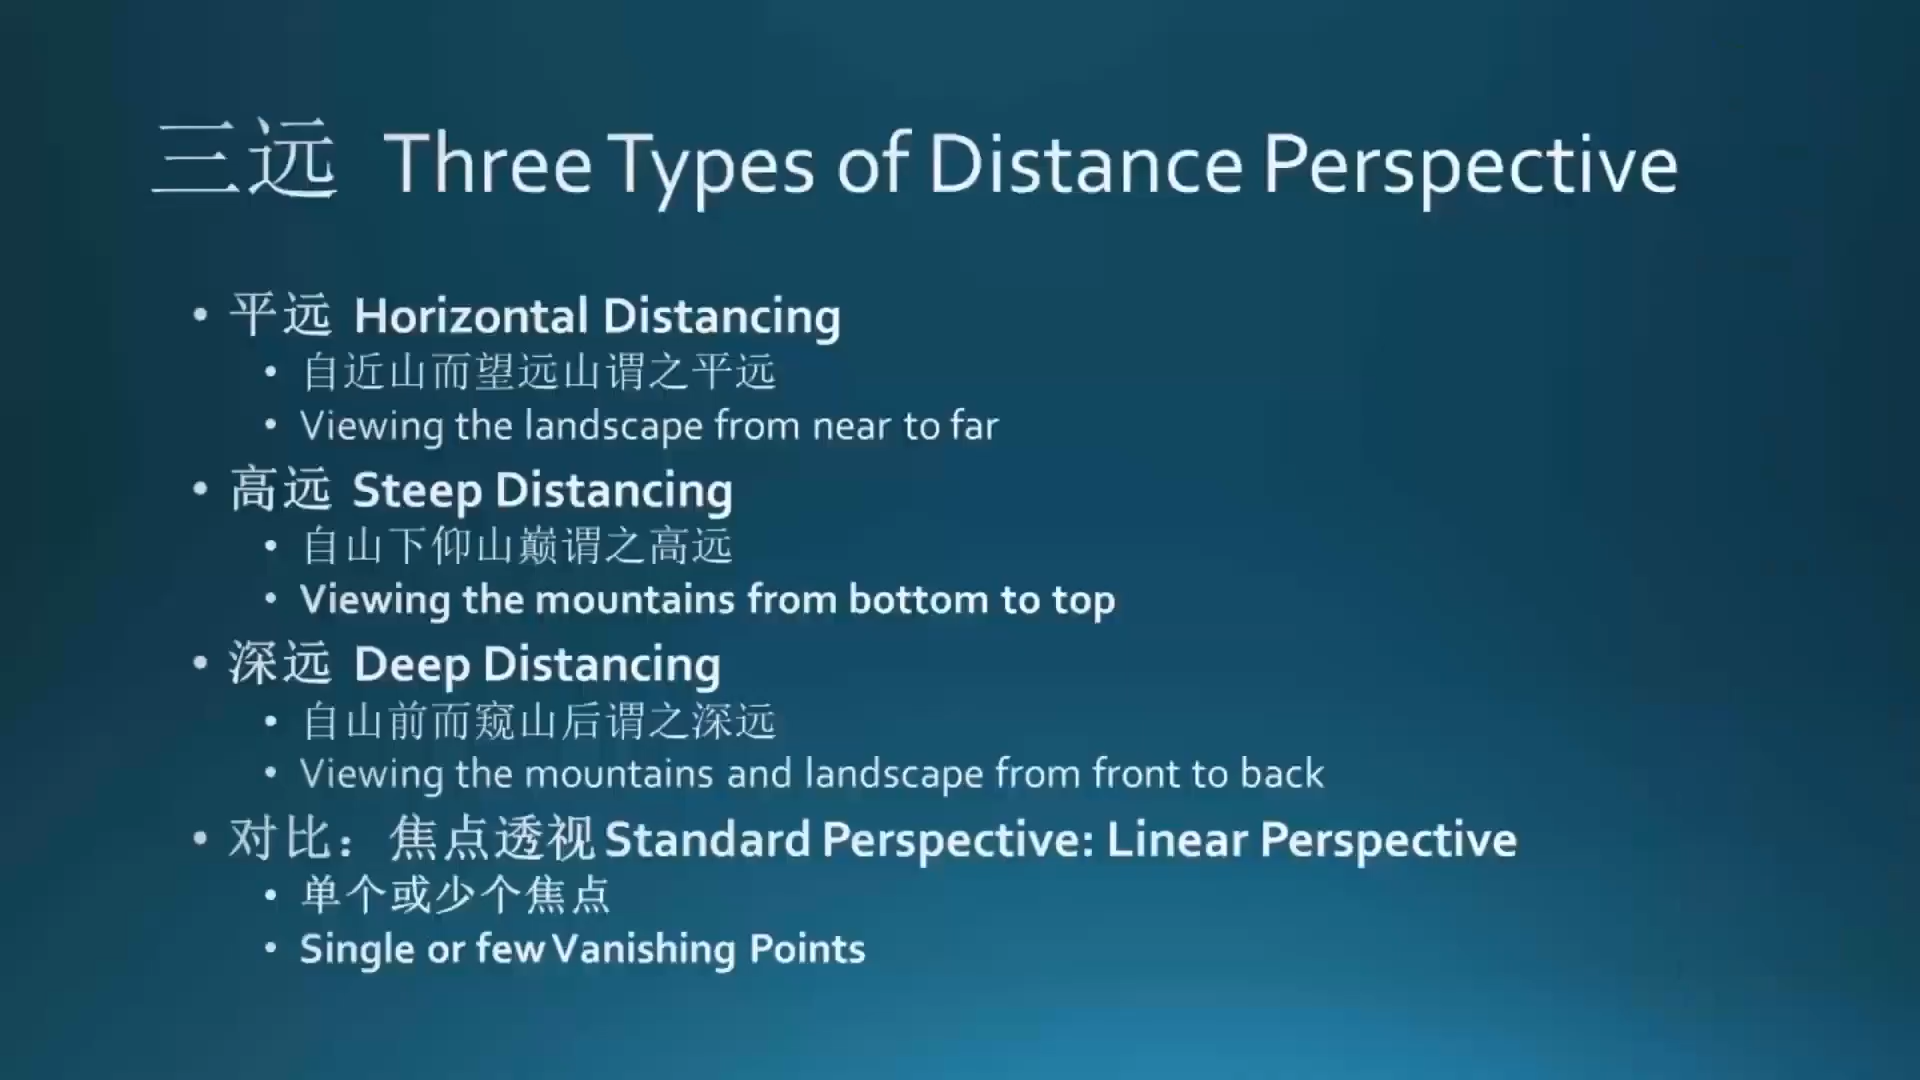 三远 Three Types of Distance Perspective
• 平远 Horizontal Distancing
• 自近山而望远山谓之平远
• Viewing the landscape from near to far
• 高远 Steep Distancing
• 自山下仰山巅谓之高远
• Viewing the mountains from bottom to top
• 深远 Deep Distancing
• 自山前而窥山后谓之深远
• Viewing the mountains and landscape from front to back
• 对比：焦点透视 Standard Perspective: Linear Perspective
• 单个或少个焦点
• Single or few Vanishing Points